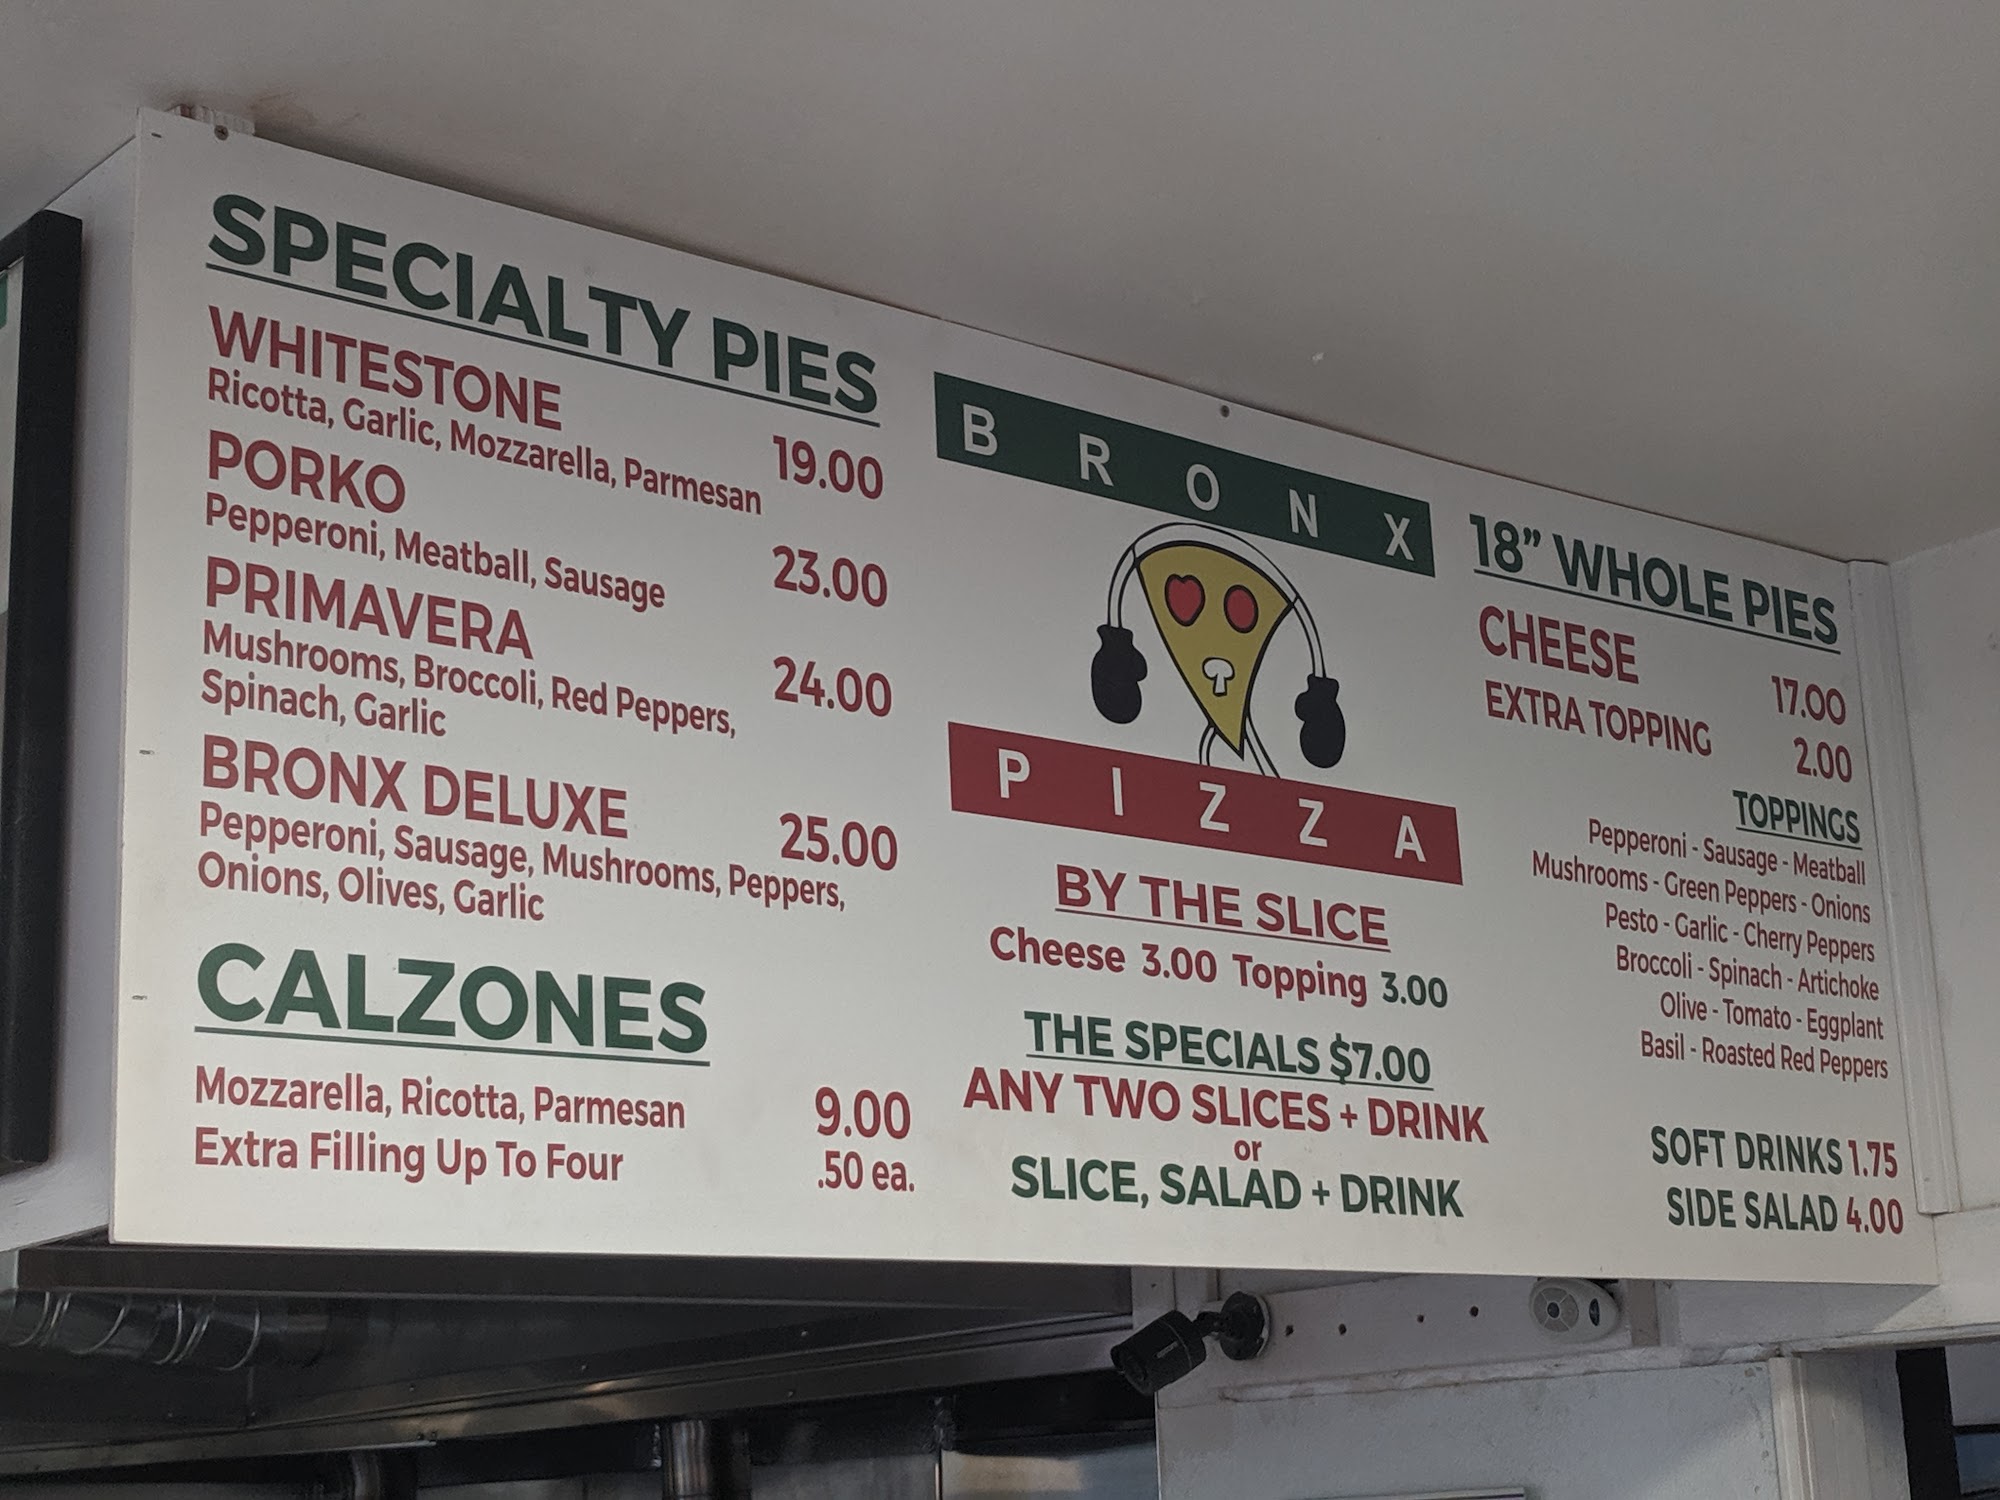 SPECIALTY PIES
WHITESTONE
Ricotta, Garlic, Mozzarella, Parmesan 19.00
PORKO
Pepperoni, Meatball, Sausage 23.00
PRIMAVERA
Mushrooms, Broccoli, Red Peppers, 24.00
Spinach, Garlic
BRONX DELUXE 25.00
Pepperoni, Sausage, Mushrooms, Peppers,
Onions, Olives, Garlic
CALZONES
Mozzarella, Ricotta, Parmesan 9.00
Extra Filling Up To Four .50 ea.
BRONX
PIZZA
BY THE SLICE
Cheese 3.00 Topping 3.00
THE SPECIALS $7.00
ANY TWO SLICES + DRINK
or
SLICE, SALAD + DRINK
18” WHOLE PIES
CHEESE 17.00
EXTRA TOPPING 2.00
TOPPINGS
Pepperoni - Sausage - Meatball
Mushrooms - Green Peppers - Onions
Pesto - Garlic - Cherry Peppers
Broccoli - Spinach - Artichoke
Olive - Tomato - Eggplant
Basil - Roasted Red Peppers
SOFT DRINKS 1.75
SIDE SALAD 4.00